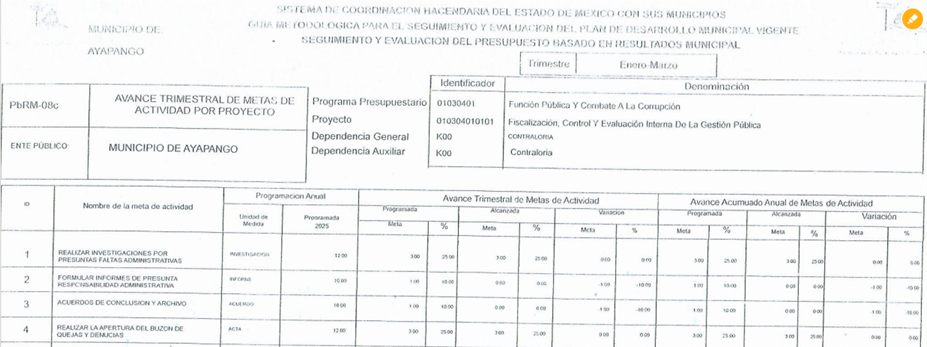 SISTEMA DE COORDINACION HACENDARIA DEL ESTADO DE MEXICO CON SUS MUNICIPIOS
GUIA METODOLOGICA PARA EL SEGUIMIENTO Y EVALUACION DEL PLAN DE DESARROLLO MUNICIPAL VIGENTE
SEGUIMIENTO Y EVALUACION DEL PRESUPUESTO BASADO EN RESULTADOS MUNICIPAL
MUNICIPIO DE
AYAPANGO
Trimestre Enero-Marzo
Identificador Denominación
PbRM-08c AVANCE TRIMESTRAL DE METAS DE
ACTIVIDAD POR PROYECTO
Programa Presupuestario 01030401 Función Pública Y Combate A La Corrupción
Proyecto 010304010101 Fiscalización, Control Y Evaluación Interna De La Gestión Pública
Dependencia General K00 CONTRALORIA
Dependencia Auxiliar K00 Contraloria
ENTE PÚBLICO MUNICIPIO DE AYAPANGO
ID Nombre de la meta de actividad Programacion Anual Avance Trimestral de Metas de Actividad Avance Acumuado Anual de Metas de Actividad
Unidad de Medida Programada 2025 Programada Alcanzada Variacion Programada Alcanzada Variación
Meta % Meta % Meta % Meta % Meta % Meta %
1 REALIZAR INVESTIGACIONES POR
PRESUNTAS FALTAS ADMINISTRATIVAS INVESTIGACION 12.00 3.00 25.00 3.00 25.00 0.00 0.00 3.00 25.00 3.00 25.00 0.00 0.00
2 FORMULAR INFORMES DE PRESUNTA
RESPONSABILIDAD ADMINISTRATIVA INFORME 10.00 1.00 10.00 0.00 0.00 -1.00 -10.00 1.00 10.00 0.00 0.00 -1.00 -10.00
3 ACUERDOS DE CONCLUSION Y ARCHIVO ACUERDO 10.00 1.00 10.00 0.00 0.00 -1.00 -10.00 1.00 10.00 0.00 0.00 -1.00 -10.00
4 REALIZAR LA APERTURA DEL BUZON DE
QUEJAS Y DENUCIAS ACTA 12.00 3.00 25.00 3.00 25.00 0.00 0.00 3.00 25.00 3.00 25.00 0.00 0.00